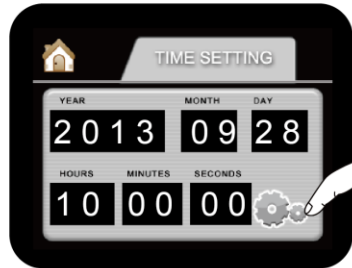 TIME SETTING
YEAR MONTH DAY
2013 09 28
HOURS MINUTES SECONDS
10 00 00